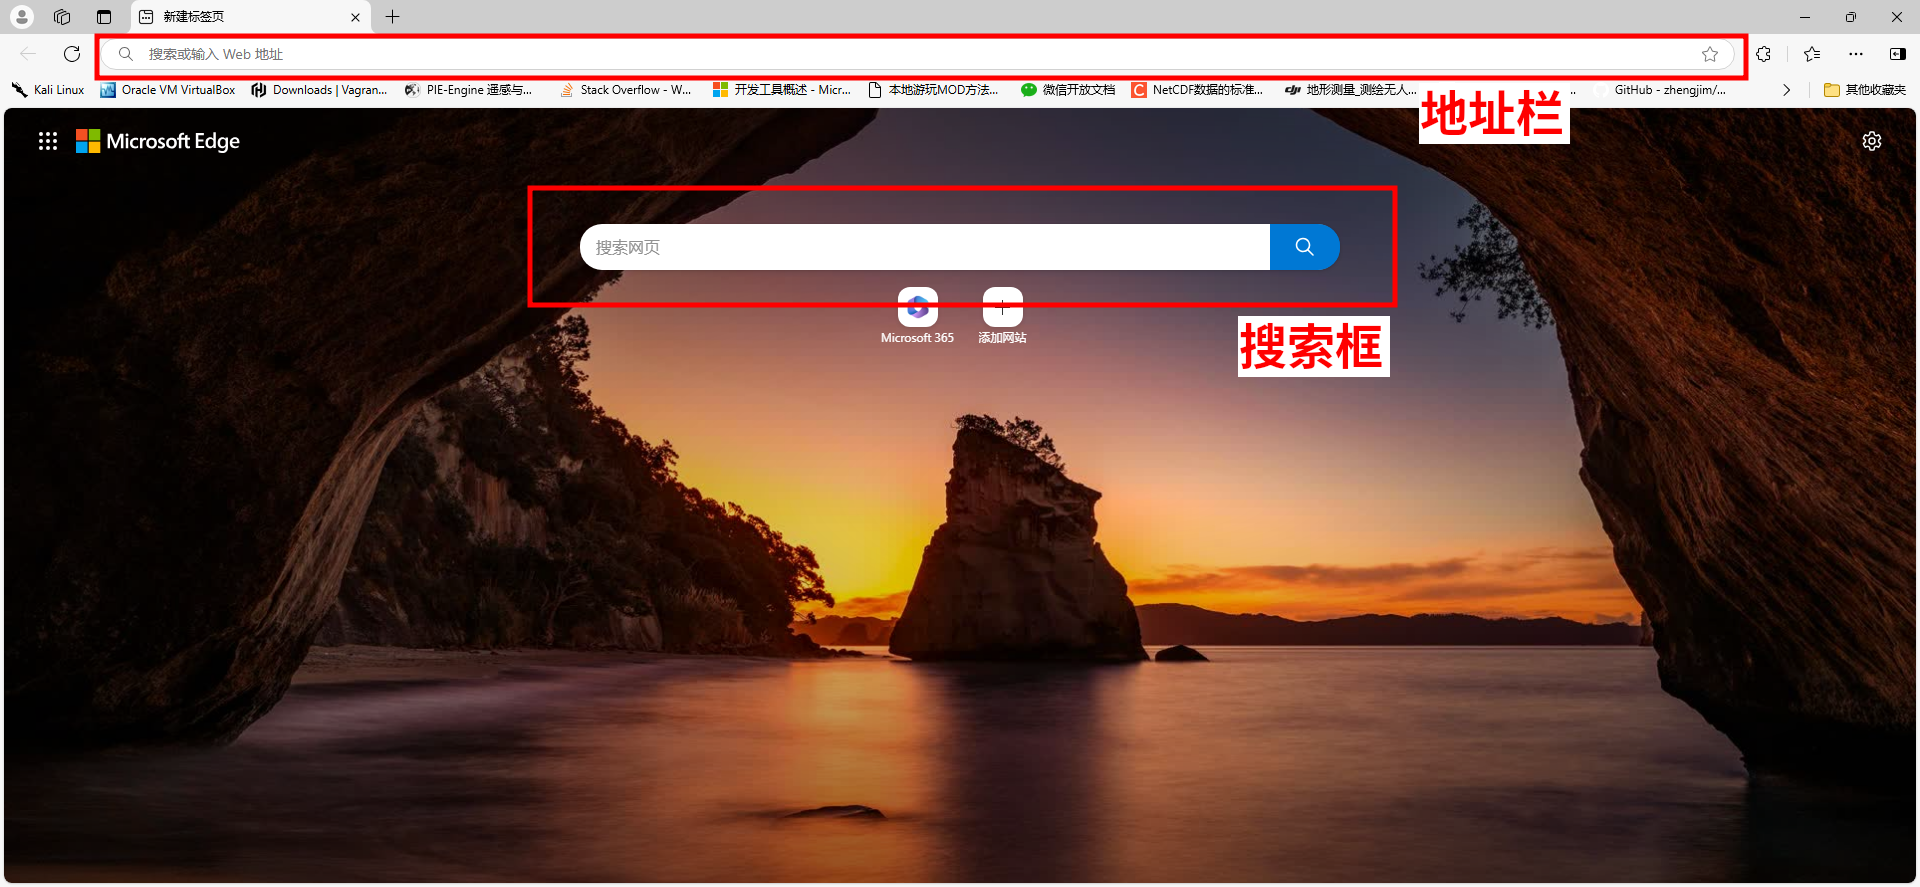 新建标签页
搜索或输入 Web 地址
Kali Linux
Oracle VM VirtualBox
Downloads | Vagran...
PIE-Engine 遥感与...
Stack Overflow - W...
开发工具概述 - Micr...
本地游玩MOD方法...
微信开放文档
NetCDF数据的标准...
地形测量_测绘无人...
...
GitHub - zhengjim/...
其他收藏夹
地址栏
Microsoft Edge
搜索网页
Microsoft 365
添加网站
搜索框